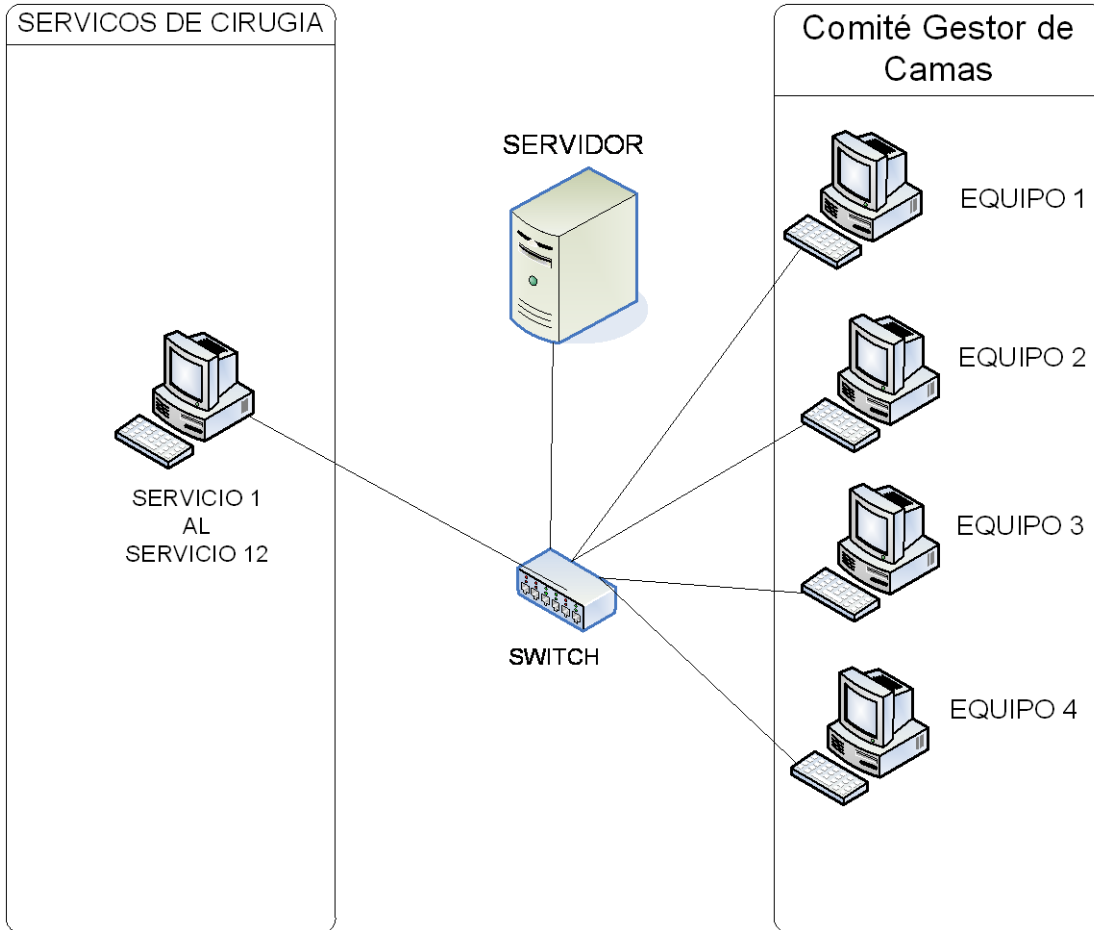 SERVICOS DE CIRUGIA
Comité Gestor de
Camas
SERVIDOR
EQUIPO 1
EQUIPO 2
SERVICIO 1
AL
SERVICIO 12
EQUIPO 3
SWITCH
EQUIPO 4